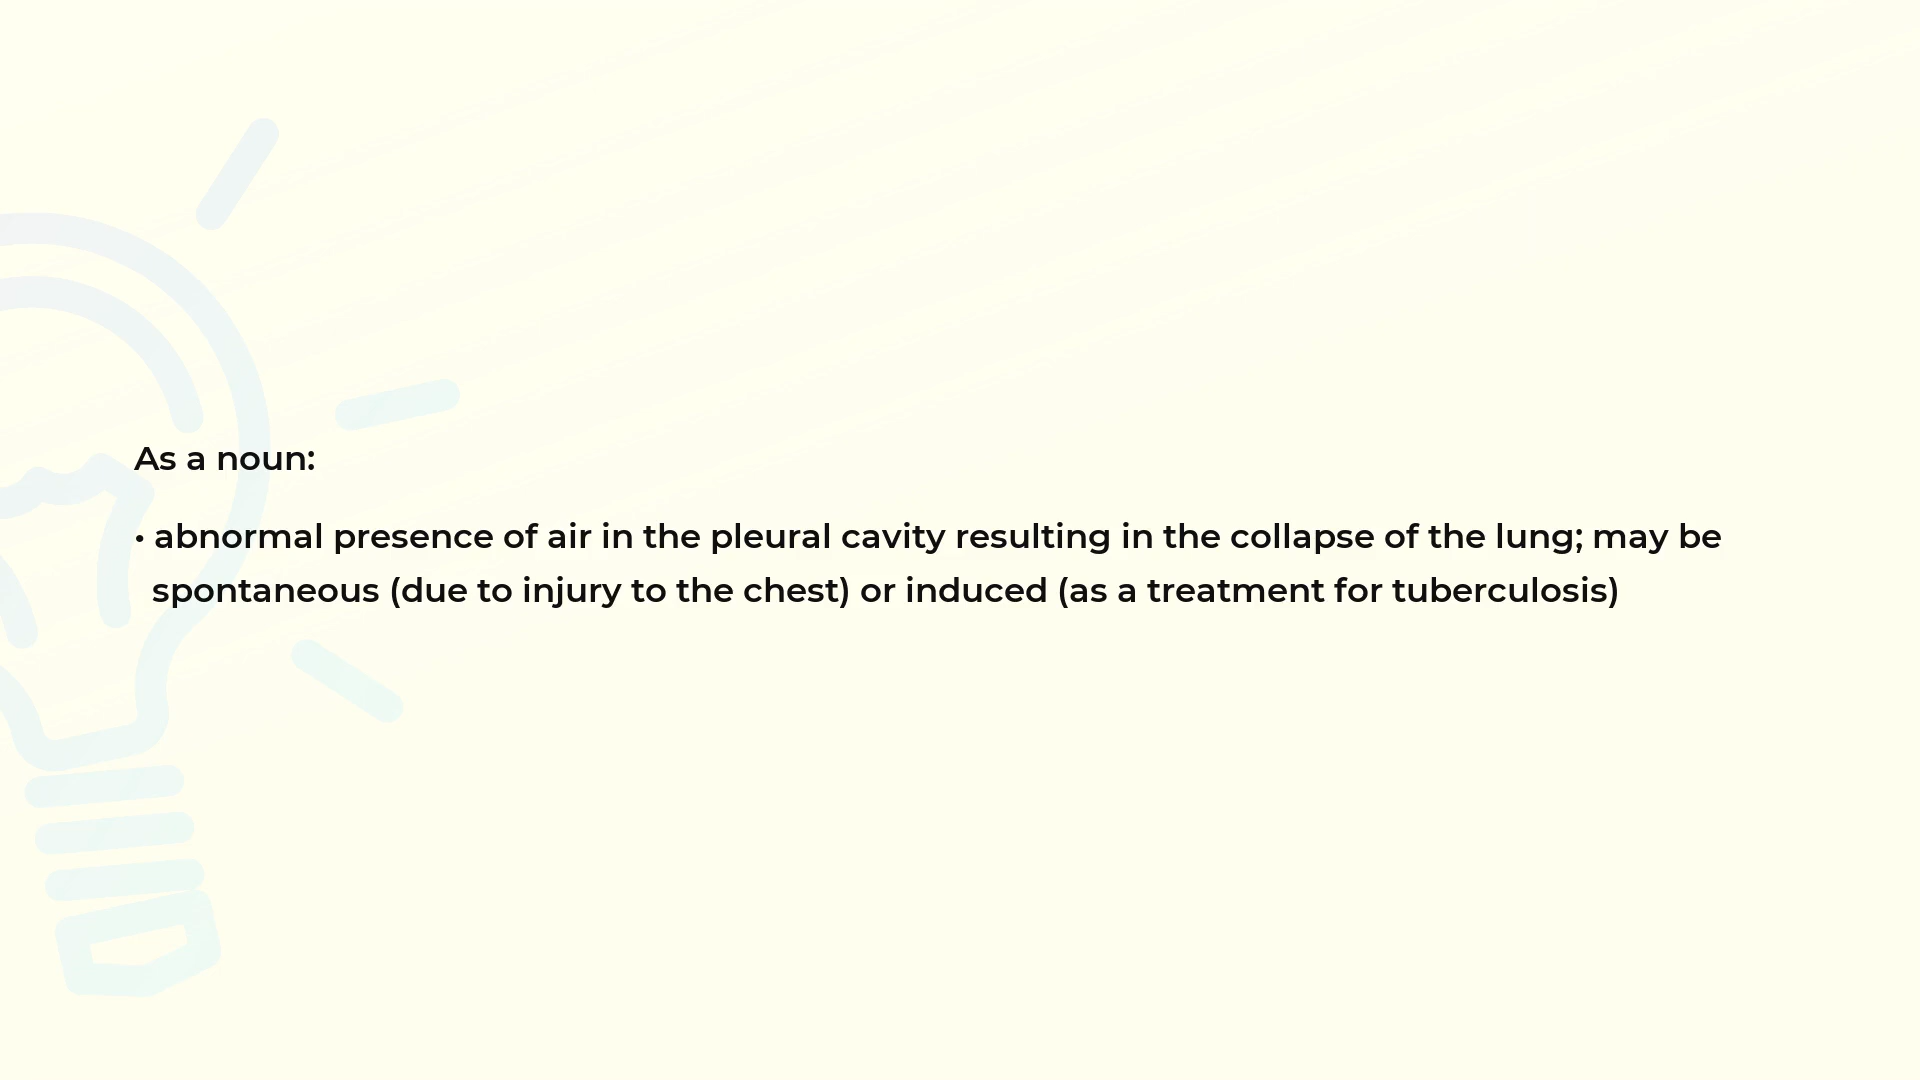 As a noun:
• abnormal presence of air in the pleural cavity resulting in the collapse of the lung; may be
spontaneous (due to injury to the chest) or induced (as a treatment for tuberculosis)